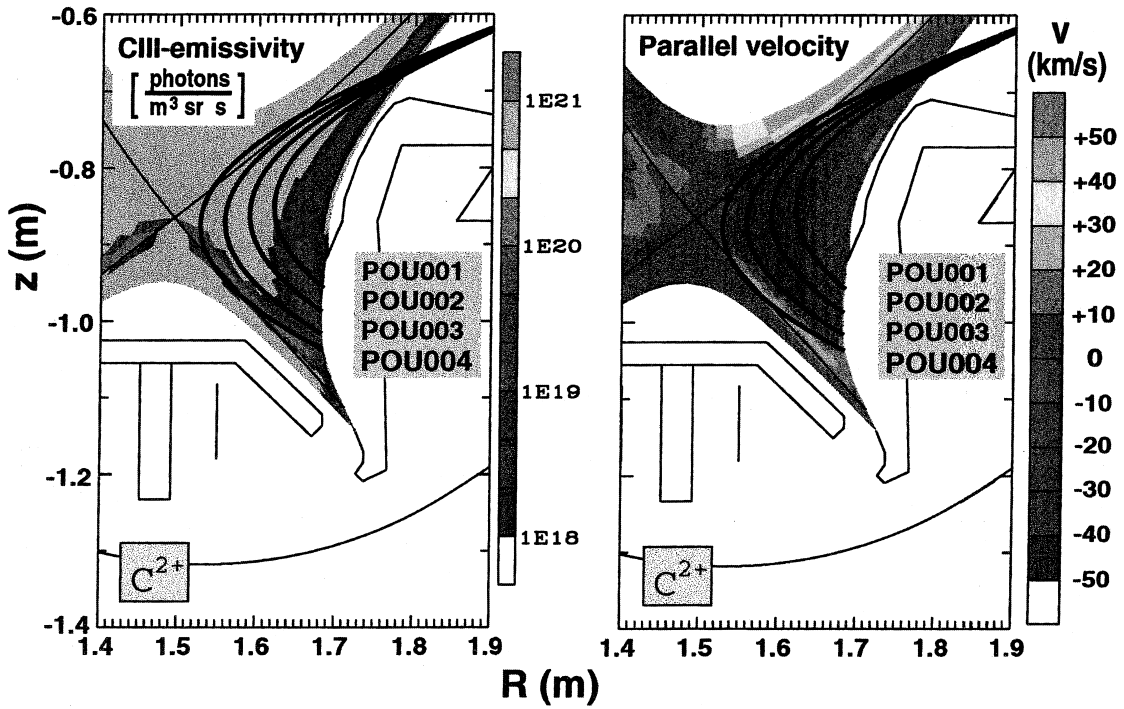 CIII-emissivity
[ photons
m³ sr s ]
-0.6
-0.8
-1.0
-1.2
-1.4
z (m)
POU001
POU002
POU003
POU004
C²⁺
1.4
1.5
1.6
1.7
1.8
1.9
1E21
1E20
1E19
1E18
Parallel velocity
POU001
POU002
POU003
POU004
C²⁺
1.4
1.5
1.6
1.7
1.8
1.9
R (m)
v
(km/s)
+50
+40
+30
+20
+10
0
-10
-20
-30
-40
-50